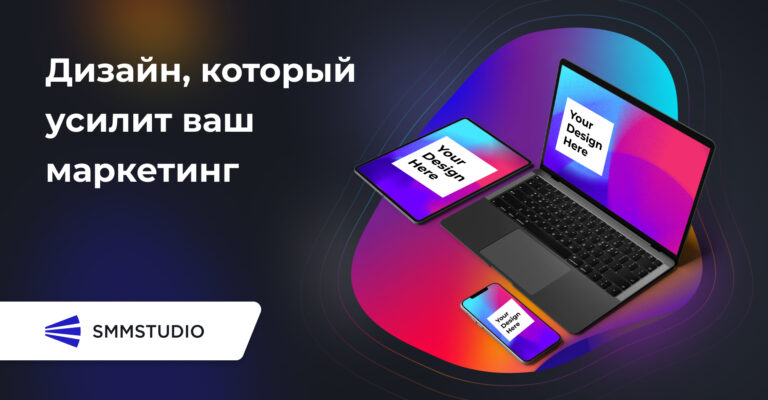 Дизайн, который
усилит ваш
маркетинг
Your
Design
Here
Your
Design
Here
Your
Design
Here
SMMSTUDIO